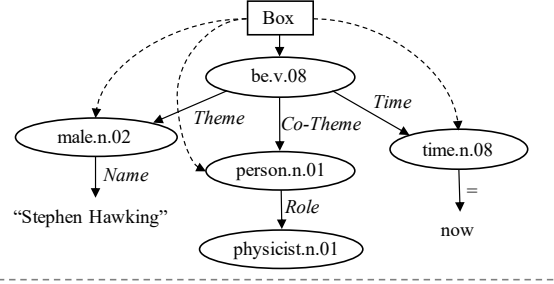 Box
be.v.08
Theme
Co-Theme
Time
male.n.02
person.n.01
time.n.08
Name
Role
=
“Stephen Hawking”
now
physicist.n.01